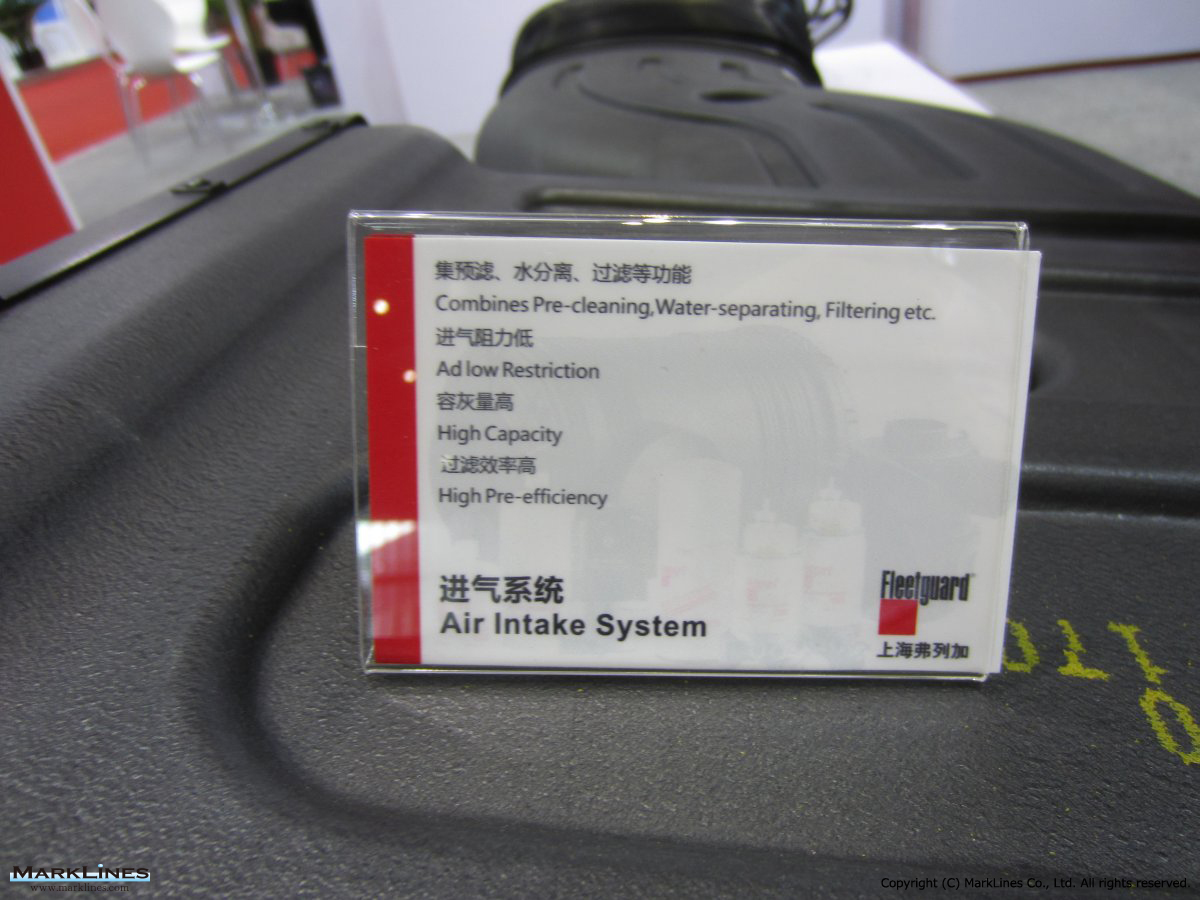 集预滤、水分离、过滤等功能
Combines Pre-cleaning,Water-separating, Filtering etc.
进气阻力低
Ad low Restriction
容灰量高
High Capacity
过滤效率高
High Pre-efficiency
进气系统
Air Intake System
Fleetguard
上海弗列加
MARKLINES
www.marklines.com
Copyright (C) MarkLines Co., Ltd. All rights reserved.